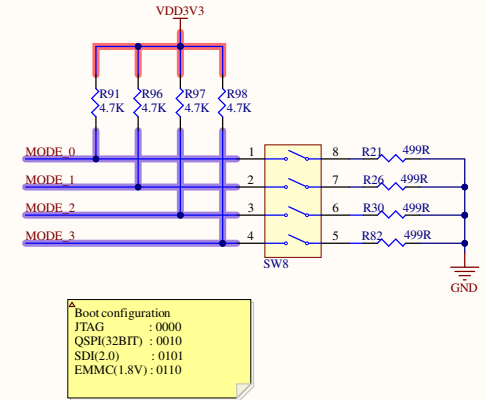 VDD3V3
R91 R96 R97 R98
4.7K 4.7K 4.7K 4.7K
MODE_0 1 8 R21 499R
MODE_1 2 7 R26 499R
MODE_2 3 6 R30 499R
MODE_3 4 5 R82 499R
SW8
GND
Boot configuration
JTAG : 0000
QSPI(32BIT) : 0010
SDI(2.0) : 0101
EMMC(1.8V) : 0110